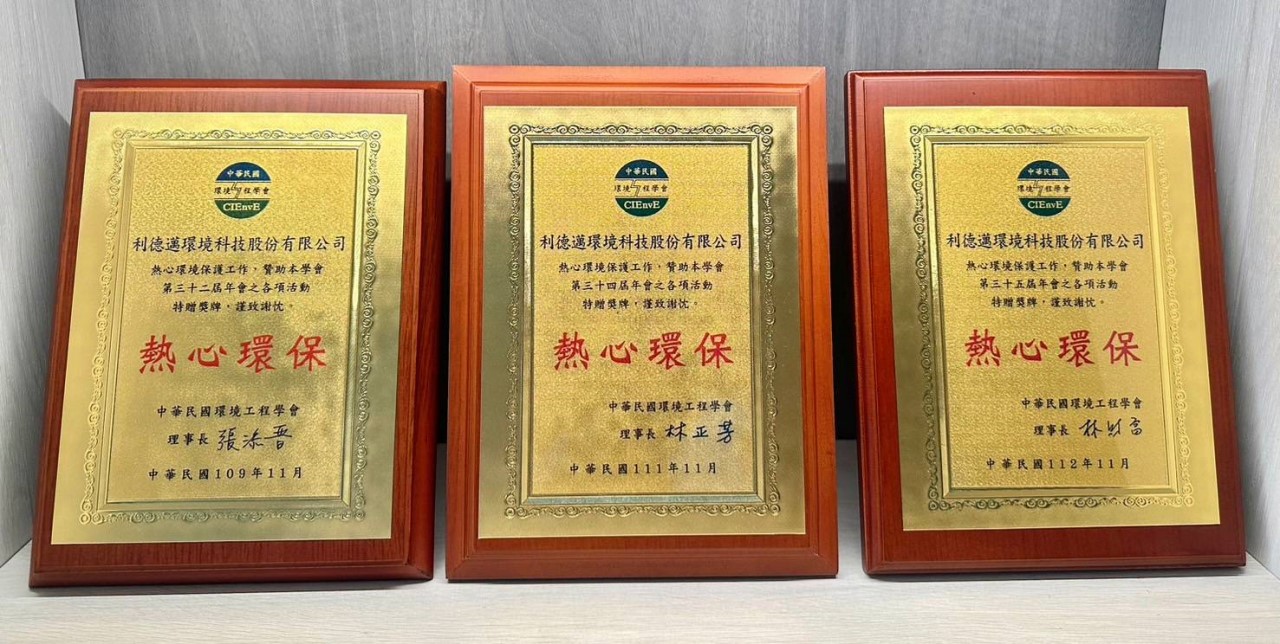 中華民國
環境工程學會
CIEnvE
利德邁環境科技股份有限公司
熱心環境保護工作，贊助本學會
第三十二屆年會之各項活動
特贈獎牌，謹致謝忱。
熱心環保
中華民國環境工程學會
理事長 張添晉
中華民國109年11月
中華民國
環境工程學會
CIEnvE
利德邁環境科技股份有限公司
熱心環境保護工作，贊助本學會
第三十四屆年會之各項活動
特贈獎牌，謹致謝忱。
熱心環保
中華民國環境工程學會
理事長 林正芳
中華民國111年11月
中華民國
環境工程學會
CIEnvE
利德邁環境科技股份有限公司
熱心環境保護工作，贊助本學會
第三十五屆年會之各項活動
特贈獎牌，謹致謝忱。
熱心環保
中華民國環境工程學會
理事長 林財富
中華民國112年11月